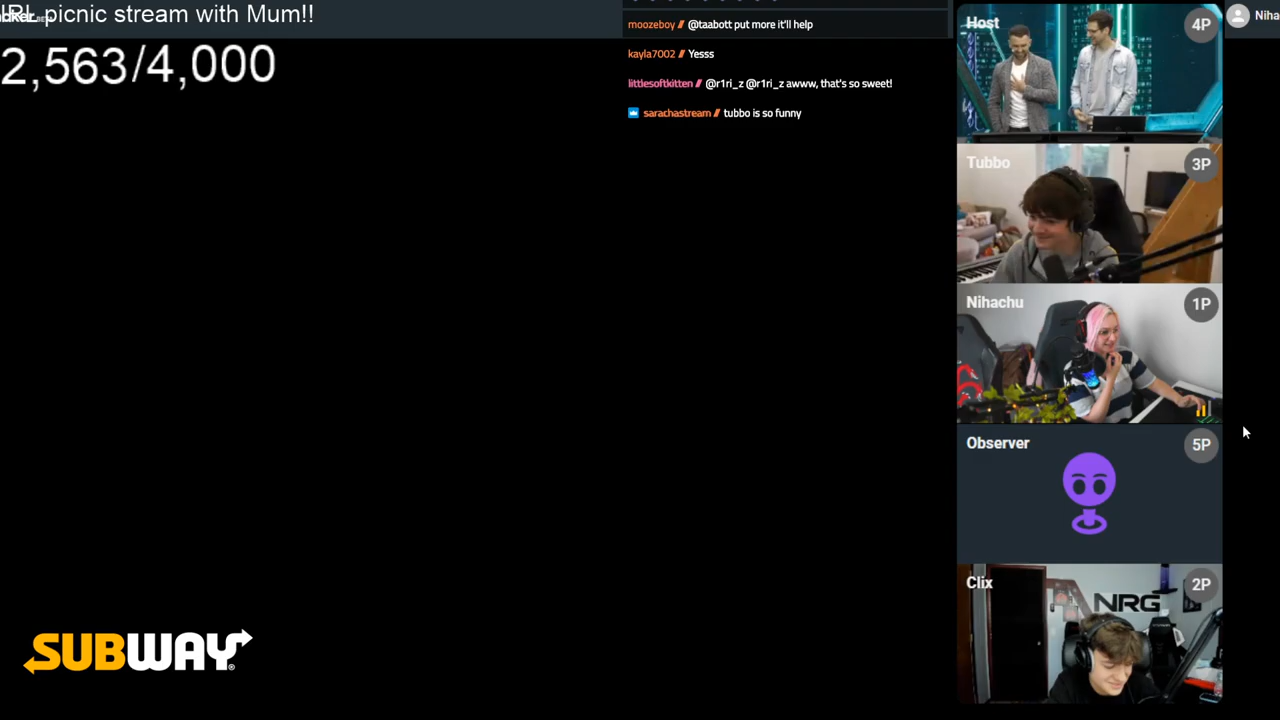 IRL picnic stream with Mum!!
2,563/4,000
moozeboy // @taabott put more it'll help
kayla7002 // Yesss
littlesoftkitten // @r1ri_z @r1ri_z awww, that's so sweet!
sarachastream // tubbo is so funny
Host
4P
Tubbo
3P
Nihachu
1P
Observer
5P
Clix
2P
NRG
Niha
SUBWAY